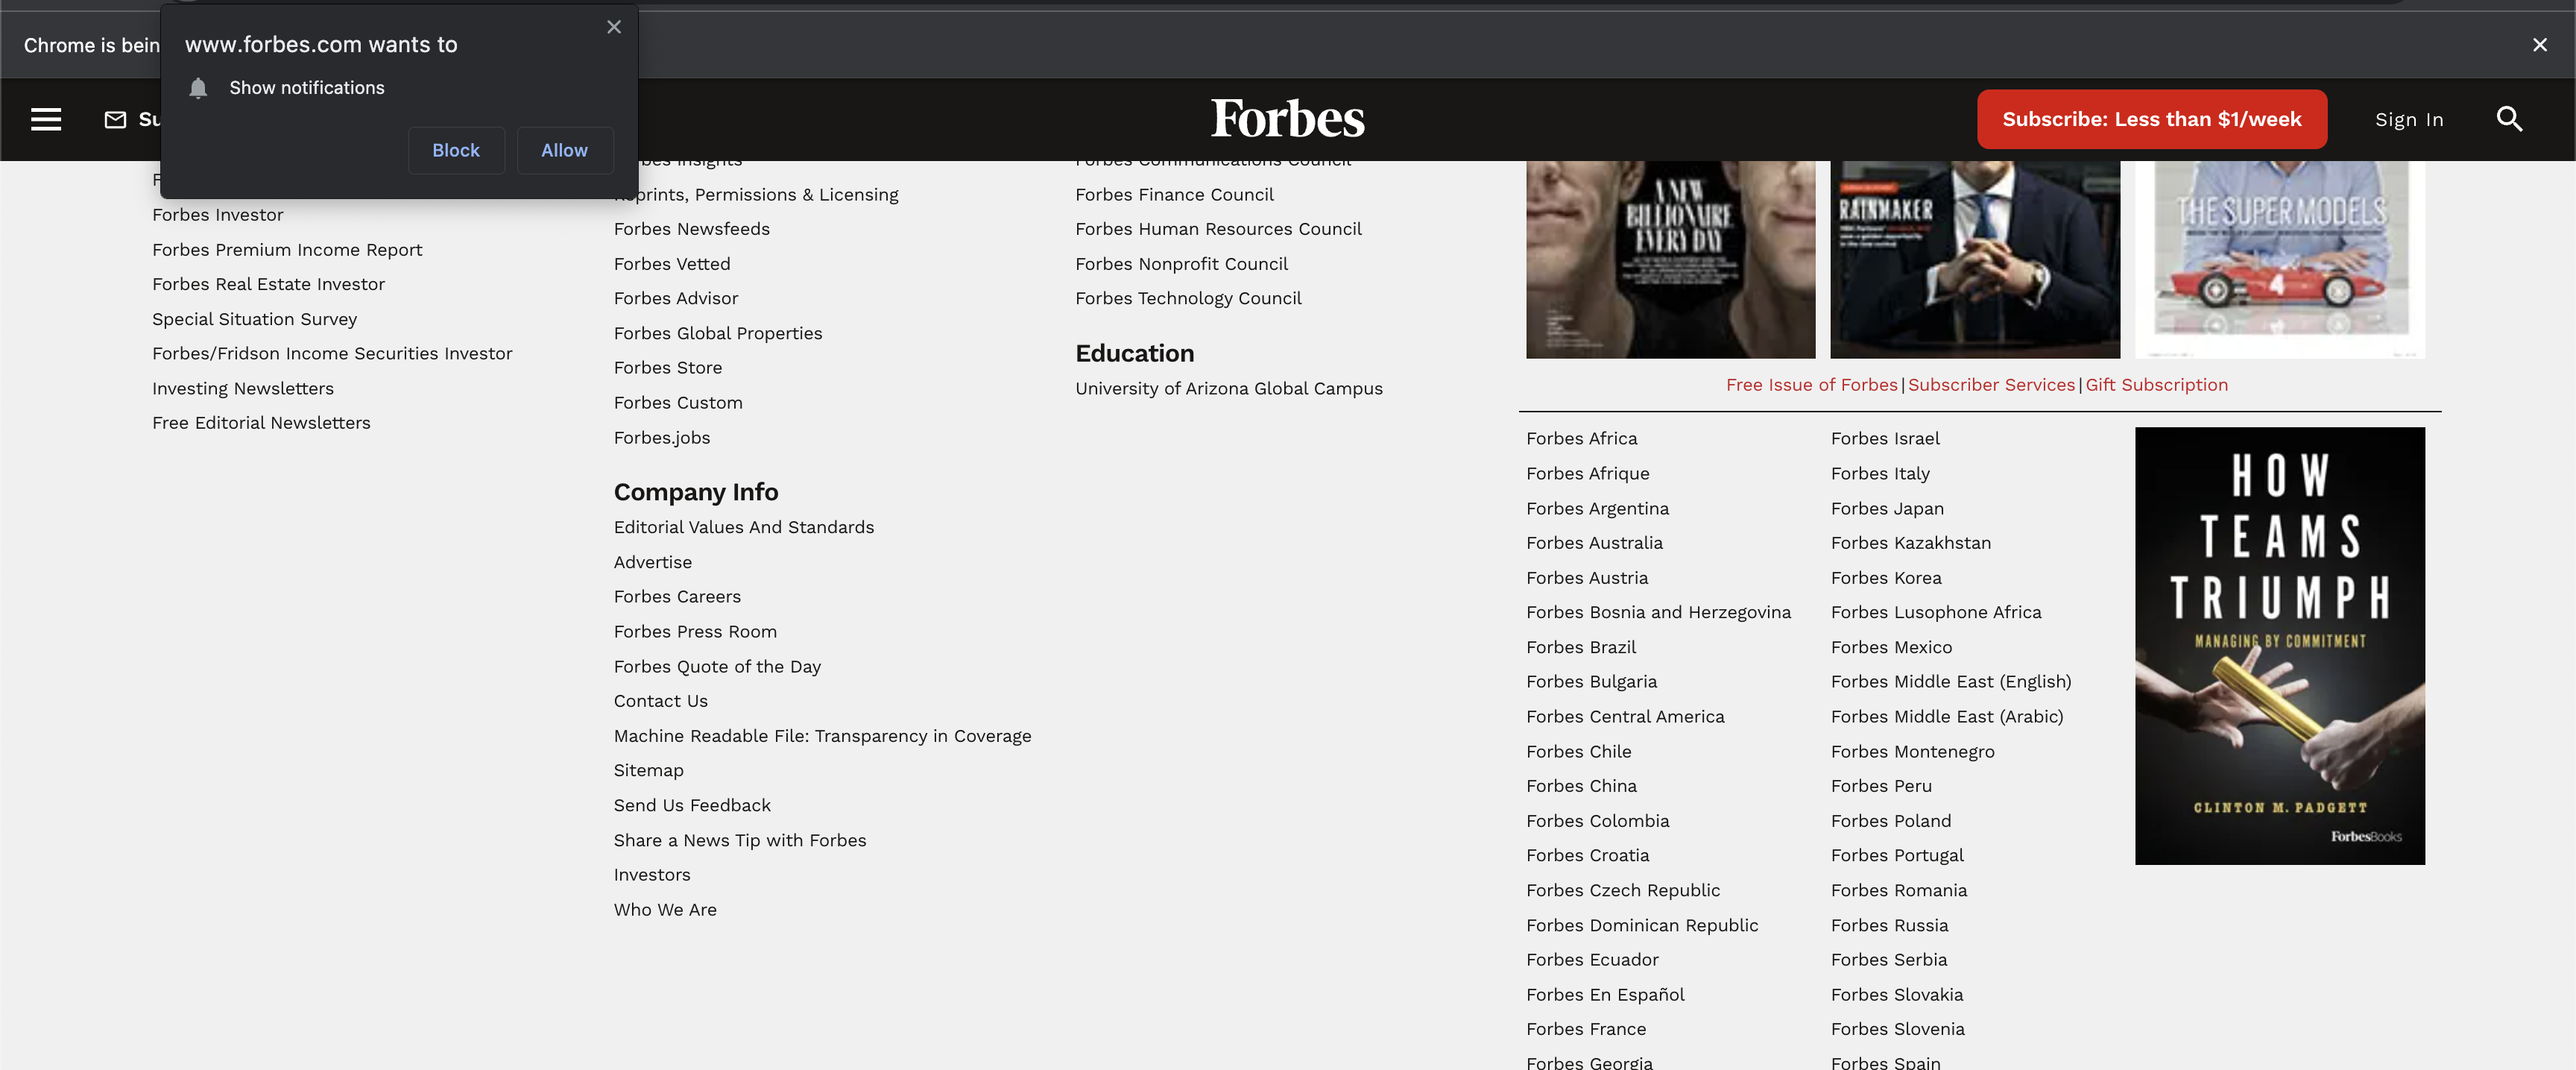 Chrome is bein
www.forbes.com wants to
Show notifications
Block
Allow
Forbes
Subscribe: Less than $1/week
Sign In
Forbes Investor
Forbes Premium Income Report
Forbes Real Estate Investor
Special Situation Survey
Forbes/Fridson Income Securities Investor
Investing Newsletters
Free Editorial Newsletters
Reprints, Permissions & Licensing
Forbes Newsfeeds
Forbes Vetted
Forbes Advisor
Forbes Global Properties
Forbes Store
Forbes Custom
Forbes.jobs
Company Info
Editorial Values And Standards
Advertise
Forbes Careers
Forbes Press Room
Forbes Quote of the Day
Contact Us
Machine Readable File: Transparency in Coverage
Sitemap
Send Us Feedback
Share a News Tip with Forbes
Investors
Who We Are
Forbes Communications Council
Forbes Finance Council
Forbes Human Resources Council
Forbes Nonprofit Council
Forbes Technology Council
Education
University of Arizona Global Campus
A NEW
BILLIONAIRE
EVERY DAY
RAINMAKER
THE SUPER MODELS
4
Free Issue of Forbes | Subscriber Services | Gift Subscription
Forbes Africa
Forbes Afrique
Forbes Argentina
Forbes Australia
Forbes Austria
Forbes Bosnia and Herzegovina
Forbes Brazil
Forbes Bulgaria
Forbes Central America
Forbes Chile
Forbes China
Forbes Colombia
Forbes Croatia
Forbes Czech Republic
Forbes Dominican Republic
Forbes Ecuador
Forbes En Español
Forbes France
Forbes Georgia
Forbes Israel
Forbes Italy
Forbes Japan
Forbes Kazakhstan
Forbes Korea
Forbes Lusophone Africa
Forbes Mexico
Forbes Middle East (English)
Forbes Middle East (Arabic)
Forbes Montenegro
Forbes Peru
Forbes Poland
Forbes Portugal
Forbes Romania
Forbes Russia
Forbes Serbia
Forbes Slovakia
Forbes Slovenia
Forbes Spain
HOW
TEAMS
TRIUMPH
MANAGING BY COMMITMENT
CLINTON M. PADGETT
ForbesBooks